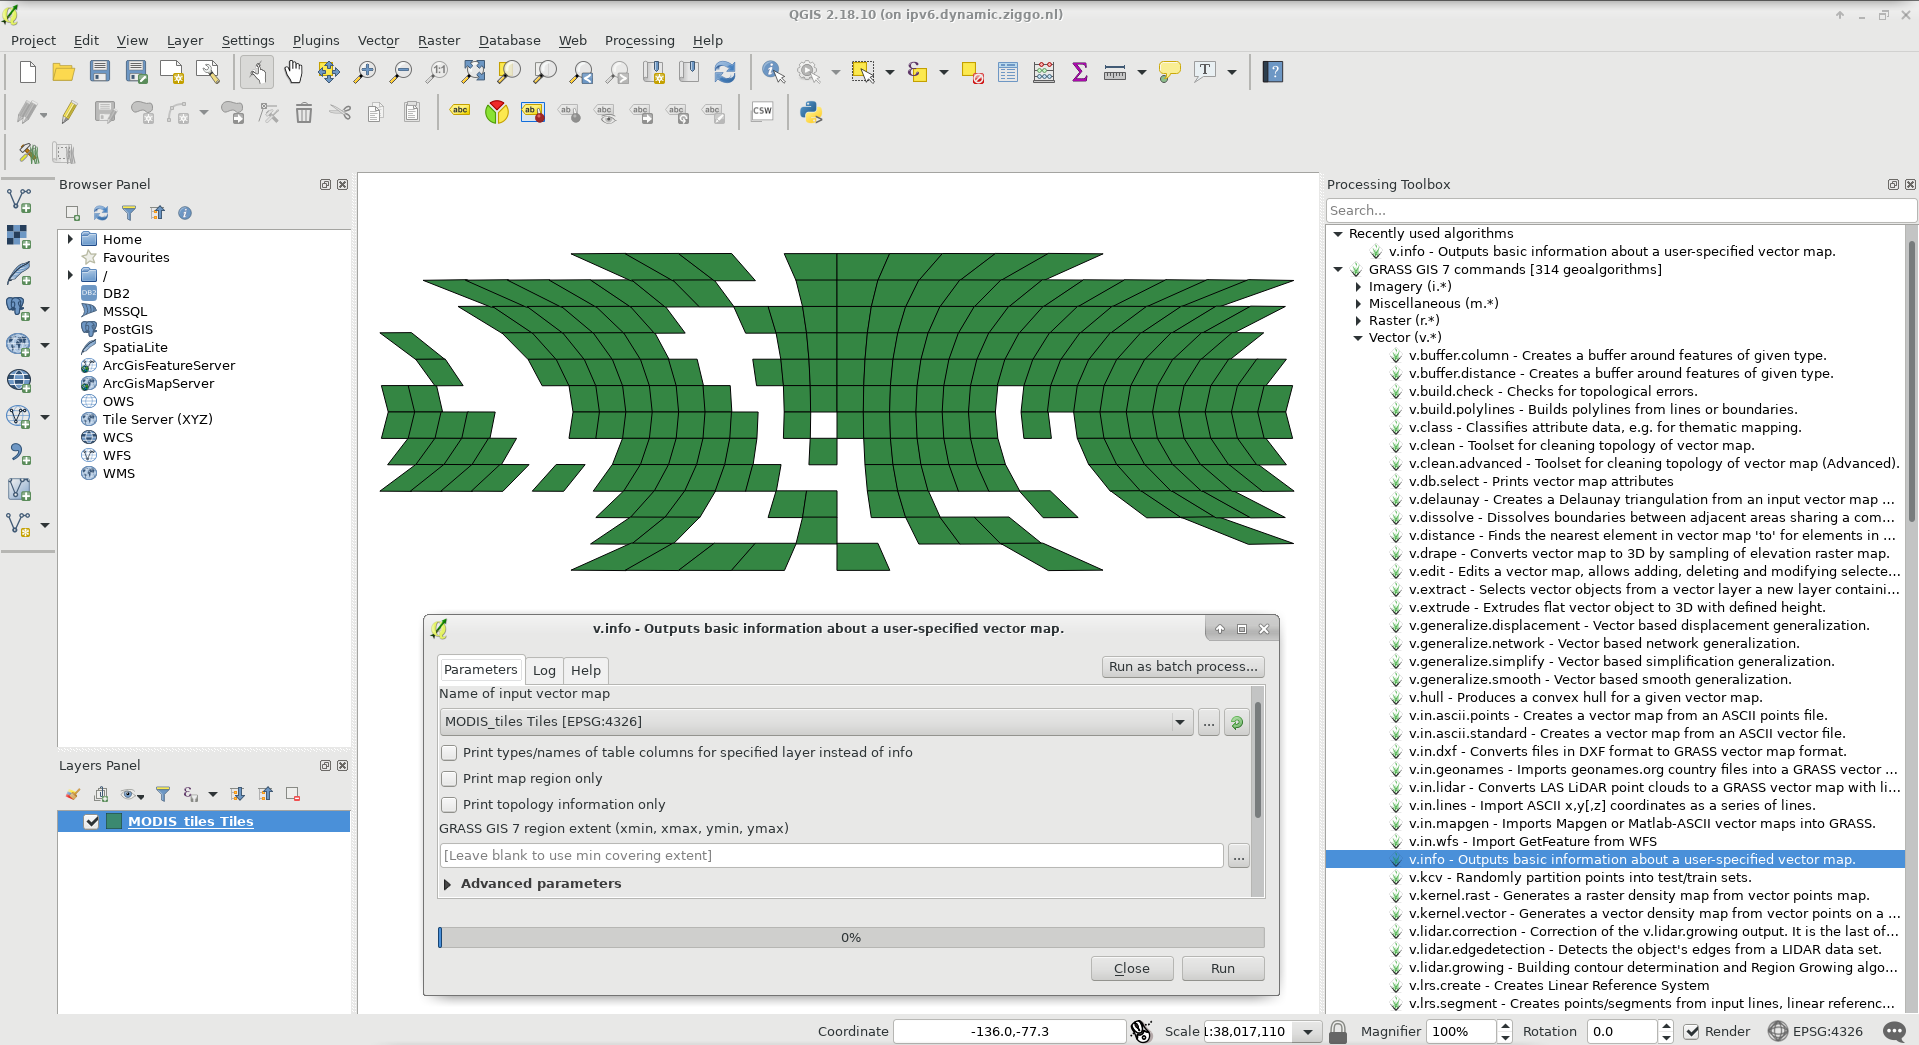 QGIS 2.18.10 (on ipv6.dynamic.ziggo.nl)
Project Edit View Layer Settings Plugins Vector Raster Database Web Processing Help
1:1
T
abc abc abc abc abc abc abc abc CSW
Browser Panel
Home
Favourites
/
DB2 DB2
MSSQL
PostGIS
SpatiaLite
ArcGisFeatureServer
ArcGisMapServer
OWS
Tile Server (XYZ)
WCS
WFS
WMS
Layers Panel
MODIS_tiles Tiles
v.info - Outputs basic information about a user-specified vector map.
Parameters Log Help Run as batch process...
Name of input vector map
MODIS_tiles Tiles [EPSG:4326] ...
Print types/names of table columns for specified layer instead of info
Print map region only
Print topology information only
GRASS GIS 7 region extent (xmin, xmax, ymin, ymax)
[Leave blank to use min covering extent] ...
Advanced parameters
0%
Close Run
Processing Toolbox
Search...
Recently used algorithms
v.info - Outputs basic information about a user-specified vector map.
GRASS GIS 7 commands [314 geoalgorithms]
Imagery (i.*)
Miscellaneous (m.*)
Raster (r.*)
Vector (v.*)
v.buffer.column - Creates a buffer around features of given type.
v.buffer.distance - Creates a buffer around features of given type.
v.build.check - Checks for topological errors.
v.build.polylines - Builds polylines from lines or boundaries.
v.class - Classifies attribute data, e.g. for thematic mapping.
v.clean - Toolset for cleaning topology of vector map.
v.clean.advanced - Toolset for cleaning topology of vector map (Advanced).
v.db.select - Prints vector map attributes
v.delaunay - Creates a Delaunay triangulation from an input vector map ...
v.dissolve - Dissolves boundaries between adjacent areas sharing a com...
v.distance - Finds the nearest element in vector map 'to' for elements in ...
v.drape - Converts vector map to 3D by sampling of elevation raster map.
v.edit - Edits a vector map, allows adding, deleting and modifying selecte...
v.extract - Selects vector objects from a vector layer a new layer containi...
v.extrude - Extrudes flat vector object to 3D with defined height.
v.generalize.displacement - Vector based displacement generalization.
v.generalize.network - Vector based network generalization.
v.generalize.simplify - Vector based simplification generalization.
v.generalize.smooth - Vector based smooth generalization.
v.hull - Produces a convex hull for a given vector map.
v.in.ascii.points - Creates a vector map from an ASCII points file.
v.in.ascii.standard - Creates a vector map from an ASCII vector file.
v.in.dxf - Converts files in DXF format to GRASS vector map format.
v.in.geonames - Imports geonames.org country files into a GRASS vector ...
v.in.lidar - Converts LAS LiDAR point clouds to a GRASS vector map with li...
v.in.lines - Import ASCII x,y[,z] coordinates as a series of lines.
v.in.mapgen - Imports Mapgen or Matlab-ASCII vector maps into GRASS.
v.in.wfs - Import GetFeature from WFS
v.info - Outputs basic information about a user-specified vector map.
v.kcv - Randomly partition points into test/train sets.
v.kernel.rast - Generates a raster density map from vector points map.
v.kernel.vector - Generates a vector density map from vector points on a ...
v.lidar.correction - Correction of the v.lidar.growing output. It is the last of...
v.lidar.edgedetection - Detects the object's edges from a LIDAR data set.
v.lidar.growing - Building contour determination and Region Growing algo...
v.lrs.create - Creates Linear Reference System
v.lrs.segment - Creates points/segments from input lines, linear referenc...
Coordinate -136.0,-77.3 Scale 1:38,017,110 Magnifier 100% Rotation 0.0 Render EPSG:4326